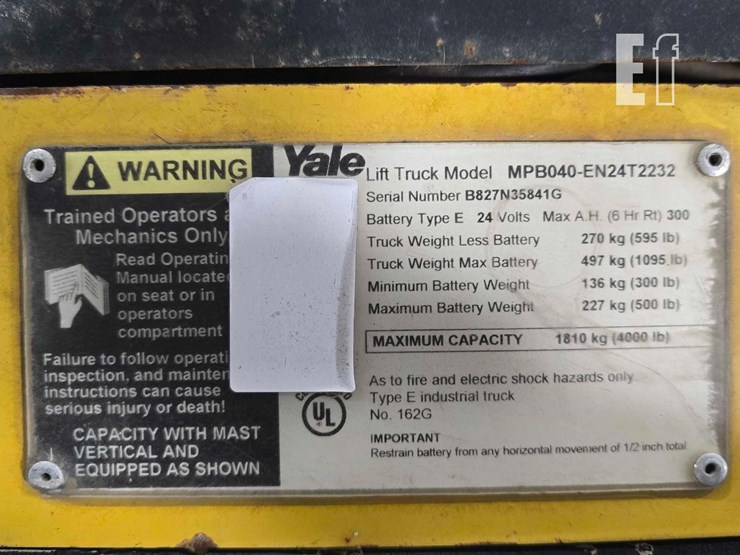 Ef
WARNING
Trained Operators
Mechanics Only
Read Operatin
Manual locate
on seat or in
operators
compartment
Failure to follow operati
inspection, and mainten
instructions can cause
serious injury or death!
CAPACITY WITH MAST
VERTICAL AND
EQUIPPED AS SHOWN
Yale
Lift Truck Model MPB040-EN24T2232
Serial Number B827N35841G
Battery Type E 24 Volts Max A.H. (6 Hr Rt) 300
Truck Weight Less Battery 270 kg (595 lb)
Truck Weight Max Battery 497 kg (1095 lb)
Minimum Battery Weight 136 kg (300 lb)
Maximum Battery Weight 227 kg (500 lb)
MAXIMUM CAPACITY 1810 kg (4000 lb)
UL
As to fire and electric shock hazards only
Type E industrial truck
No. 162G
IMPORTANT
Restrain battery from any horizontal movement of 1/2 inch total